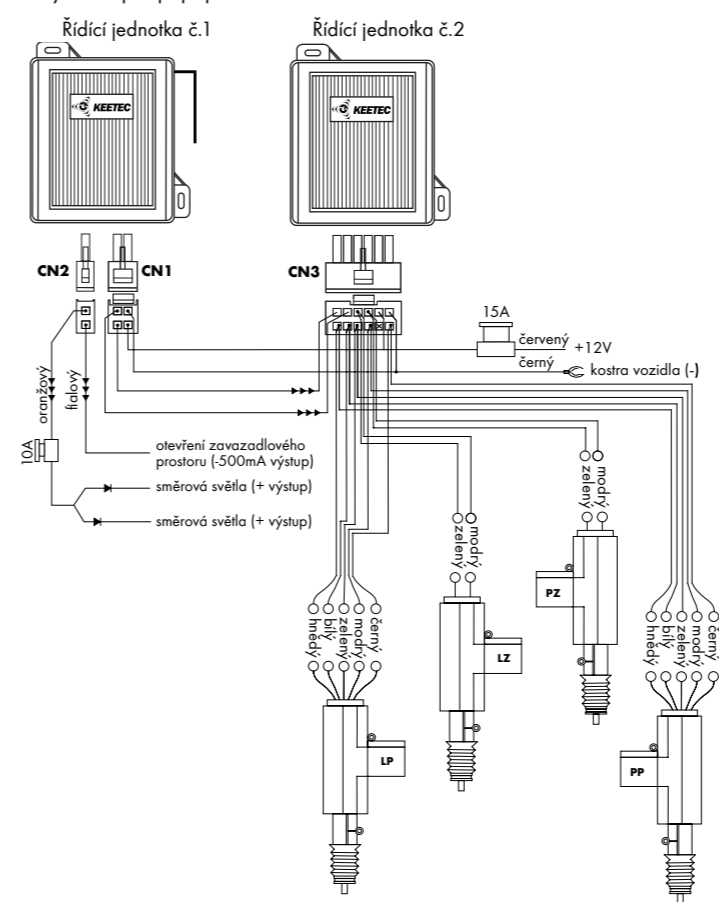 Řídící jednotka č.1
Řídící jednotka č.2
KEETEC
KEETEC
CN2
CN1
CN3
15A
červený
+12V
černý
kostra vozidla (-)
oranžový
fialový
10A
otevření zavazadlového
prostoru (-500mA výstup)
směrová světla (+ výstup)
směrová světla (+ výstup)
zelený
modrý
zelený
modrý
PZ
LZ
hnědý
bílý
zelený
modrý
černý
hnědý
bílý
zelený
modrý
černý
LP
PP